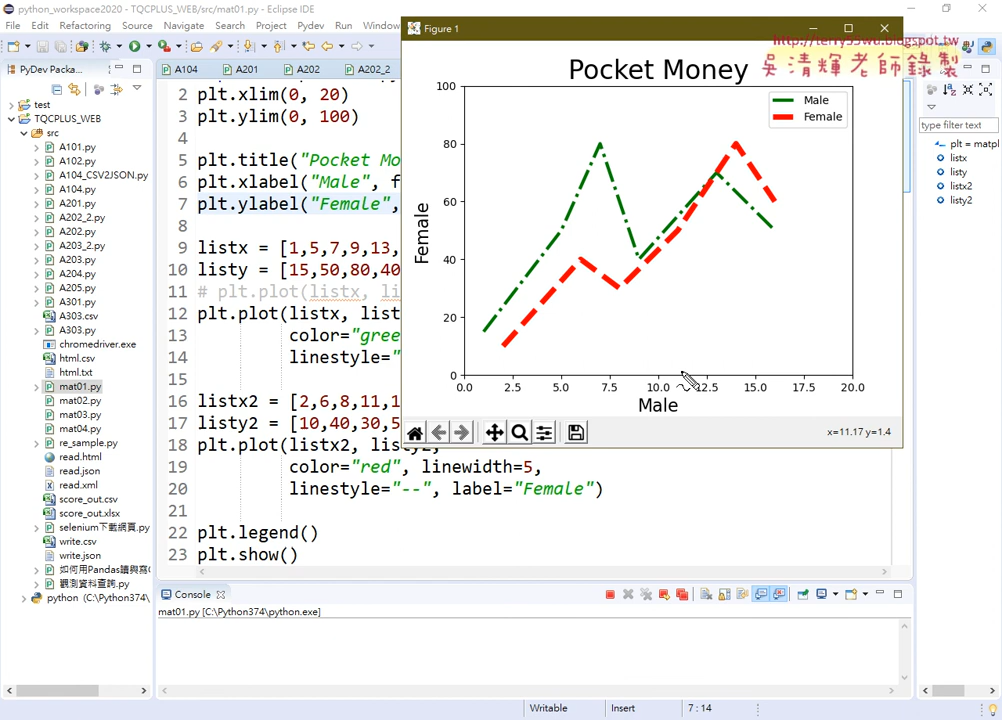 python_workspace2020 - TQCPLUS_WEB/src/mat01.py - Eclipse IDE
File Edit Refactoring Source Navigate Search Project Pydev Run Window
PyDev Packa...
test
TQCPLUS_WEB
src
A101.py
A102.py
A104_CSV2JSON.py
A104.py
A201.py
A202_2.py
A202.py
A203_2.py
A203.py
A204.py
A205.py
A301.py
A303.csv
A303.py
chromedriver.exe
html.csv
html.txt
mat01.py
mat02.py
mat03.py
mat04.py
re_sample.py
read.html
read.json
read.xml
score_out.csv
score_out.xlsx
selenium下載網頁.py
write.csv
write.json
如何用Pandas讀與寫
觀測資料查詢.py
python (C:\Python374\
A104 A201 A202 A202_2
2 plt.xlim(0, 20)
3 plt.ylim(0, 100)
4
5 plt.title("Pocket Mo
6 plt.xlabel("Male", f
7 plt.ylabel("Female",
8
9 listx = [1,5,7,9,13,
10 listy = [15,50,80,40
11 # plt.plot(listx, li
12 plt.plot(listx, list
13 color="gree
14 linestyle="
15
16 listx2 = [2,6,8,11,1
17 listy2 = [10,40,30,5
18 plt.plot(listx2, listy2,
19 color="red", linewidth=5,
20 linestyle="--", label="Female")
21
22 plt.legend()
23 plt.show()
Figure 1
http://terry55wu.blogspot.tw
吳清輝老師錄製
Pocket Money
Male
Female
100
80
60
40
20
0
Female
0.0 2.5 5.0 7.5 10.0 12.5 15.0 17.5 20.0
Male
x=11.17 y=1.4
type filter text
plt = matpl
listx
listy
listx2
listy2
Console
mat01.py [C:\Python374\python.exe]
Writable Insert 7 : 14